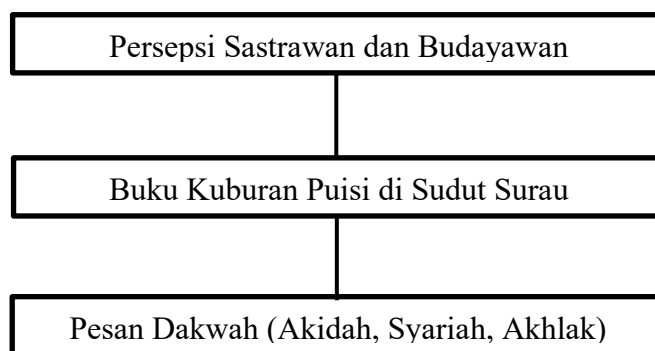 Persepsi Sastrawan dan Budayawan
Buku Kuburan Puisi di Sudut Surau
Pesan Dakwah (Akidah, Syariah, Akhlak)